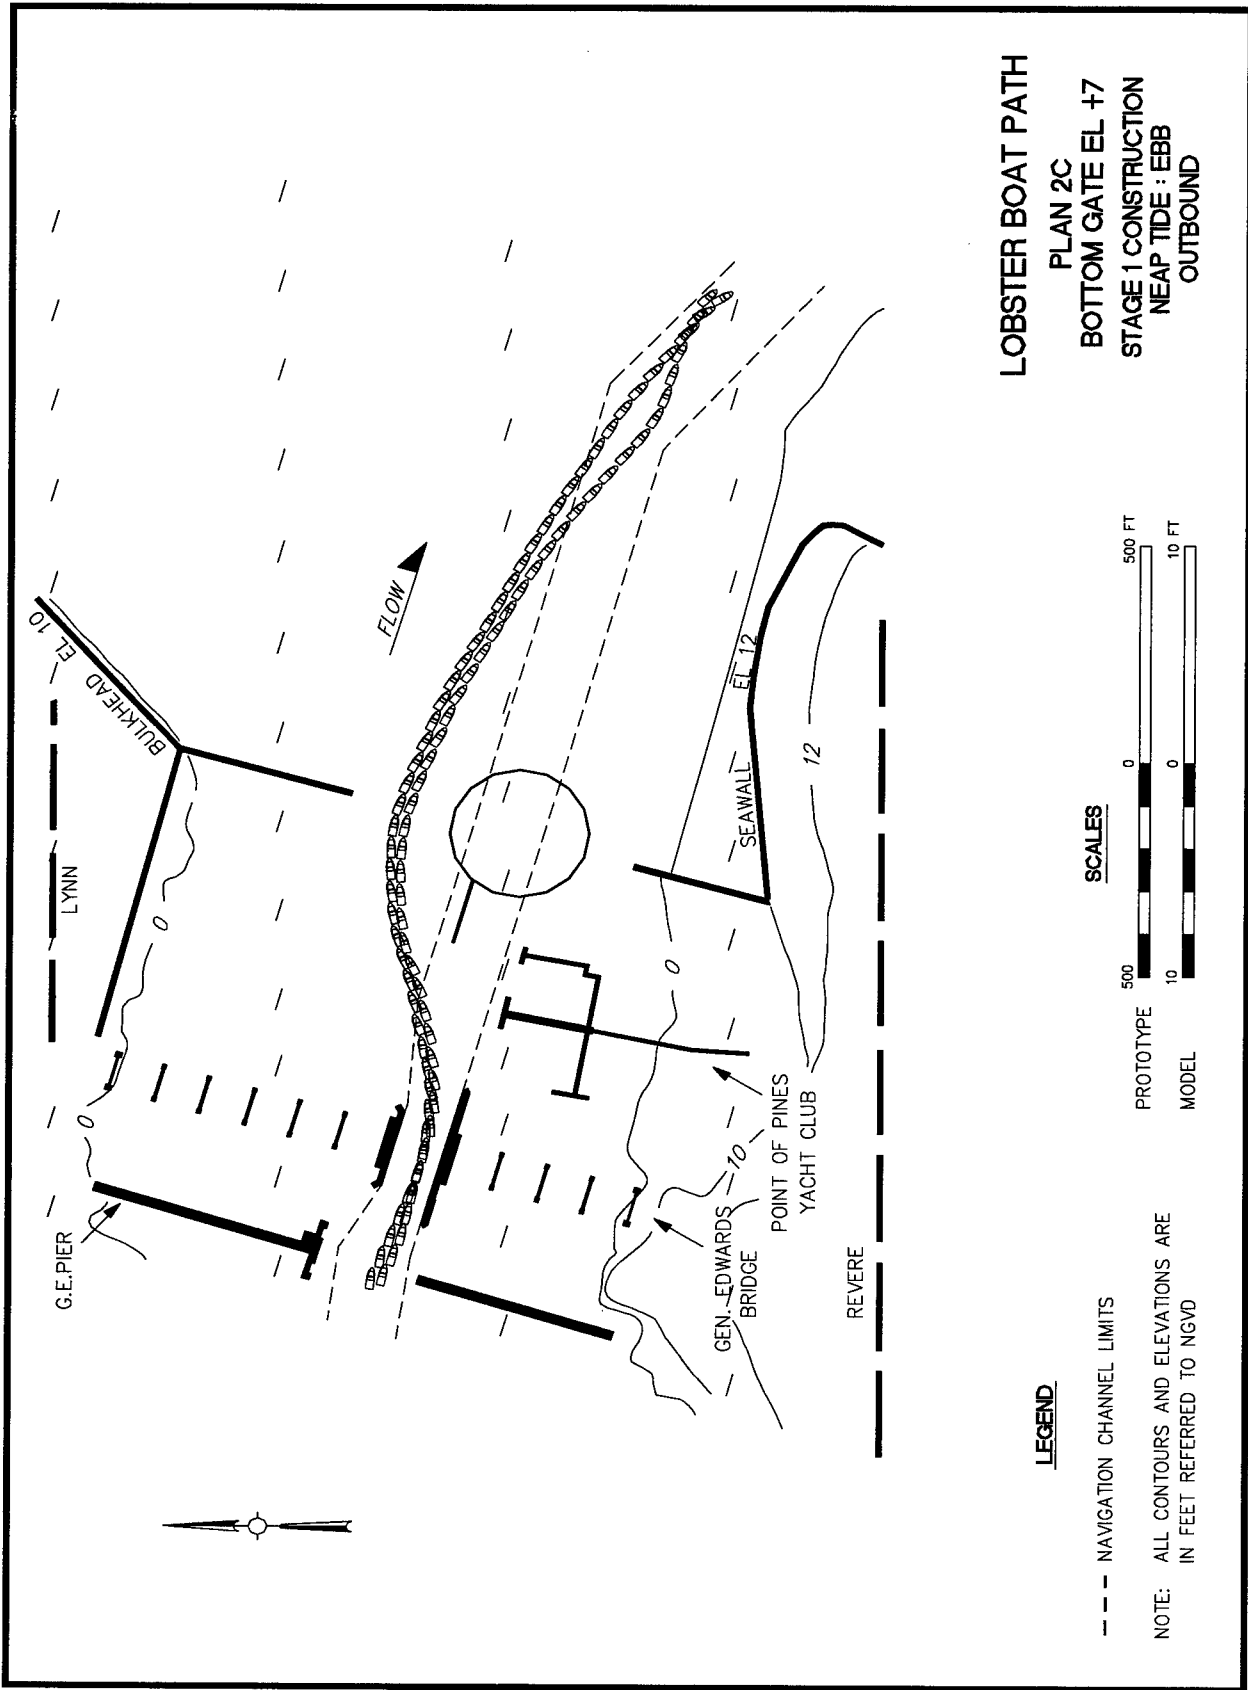 LYNN
BULKHEAD EL 10
FLOW
G.E.PIER
0
0
0
10
12
SEAWALL EL 12
POINT OF PINES
YACHT CLUB
GEN. EDWARDS
BRIDGE
REVERE
LEGEND
NAVIGATION CHANNEL LIMITS
NOTE: ALL CONTOURS AND ELEVATIONS ARE
IN FEET REFERRED TO NGVD
SCALES
PROTOTYPE 500 0 500 FT
MODEL 10 0 10 FT
LOBSTER BOAT PATH
PLAN 2C
BOTTOM GATE EL +7
STAGE 1 CONSTRUCTION
NEAP TIDE : EBB
OUTBOUND